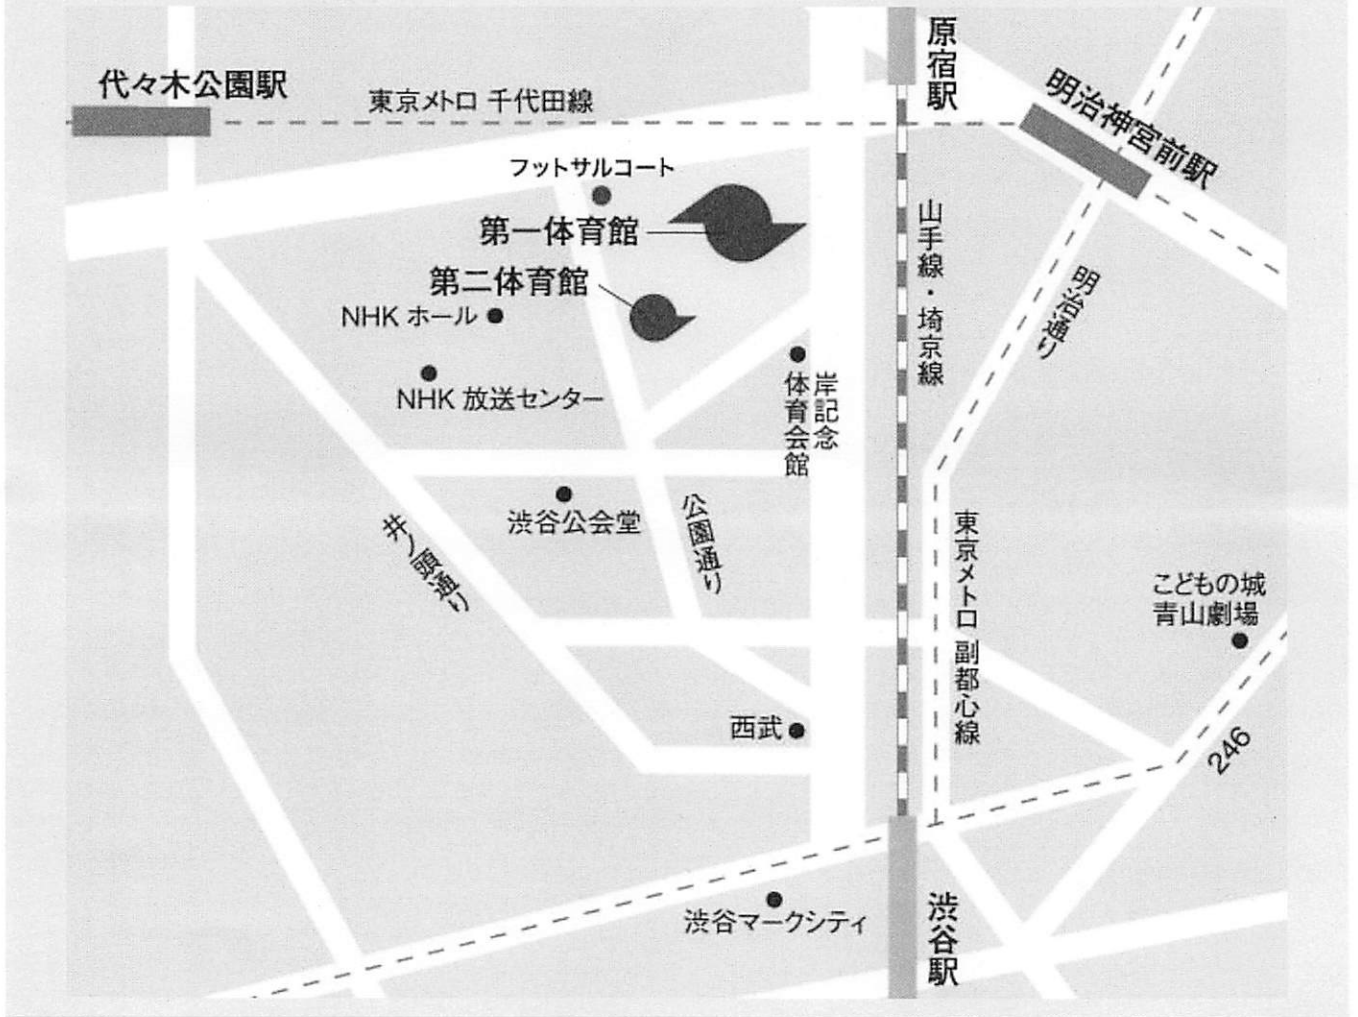 代々木公園駅
東京メトロ 千代田線
原宿駅
明治神宮前駅
フットサルコート
第一体育館
第二体育館
NHK ホール
NHK 放送センター
山手線・埼京線
明治通り
岸記念
体育会館
渋谷公会堂
公園通り
井ノ頭通り
東京メトロ 副都心線
こどもの城
青山劇場
西武
246
渋谷マークシティ
渋谷駅